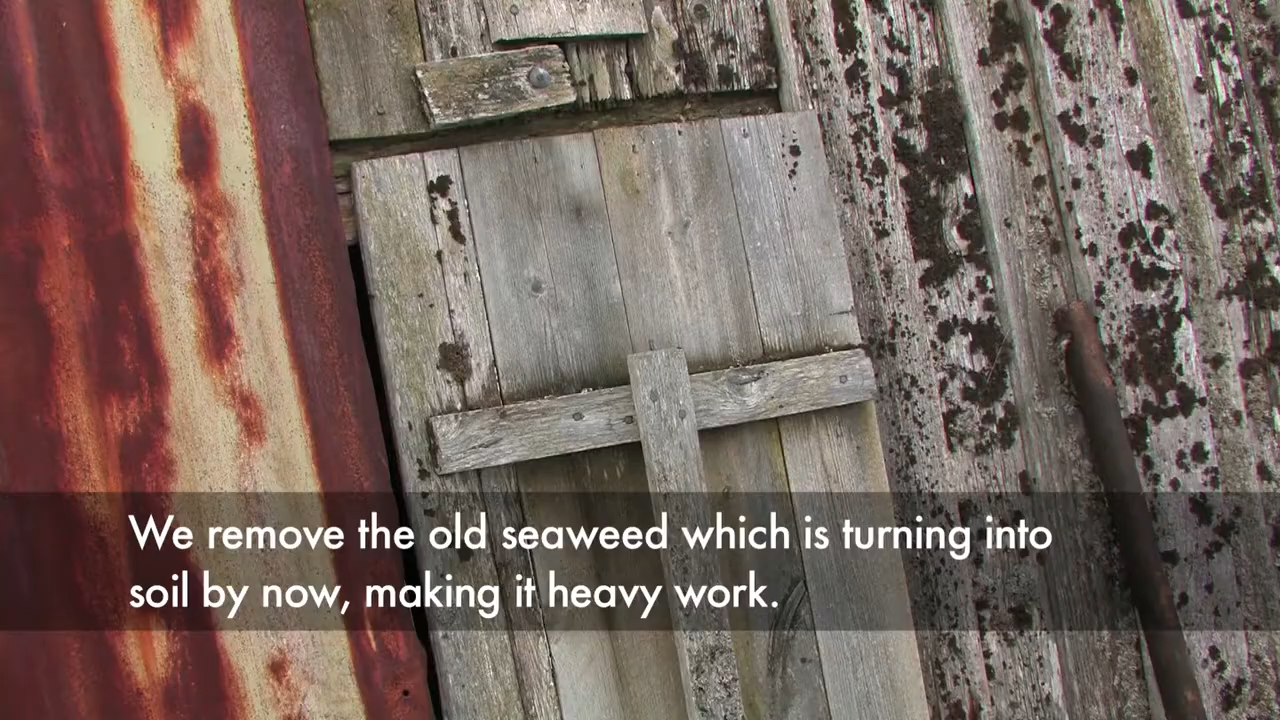 We remove the old seaweed which is turning into
soil by now, making it heavy work.